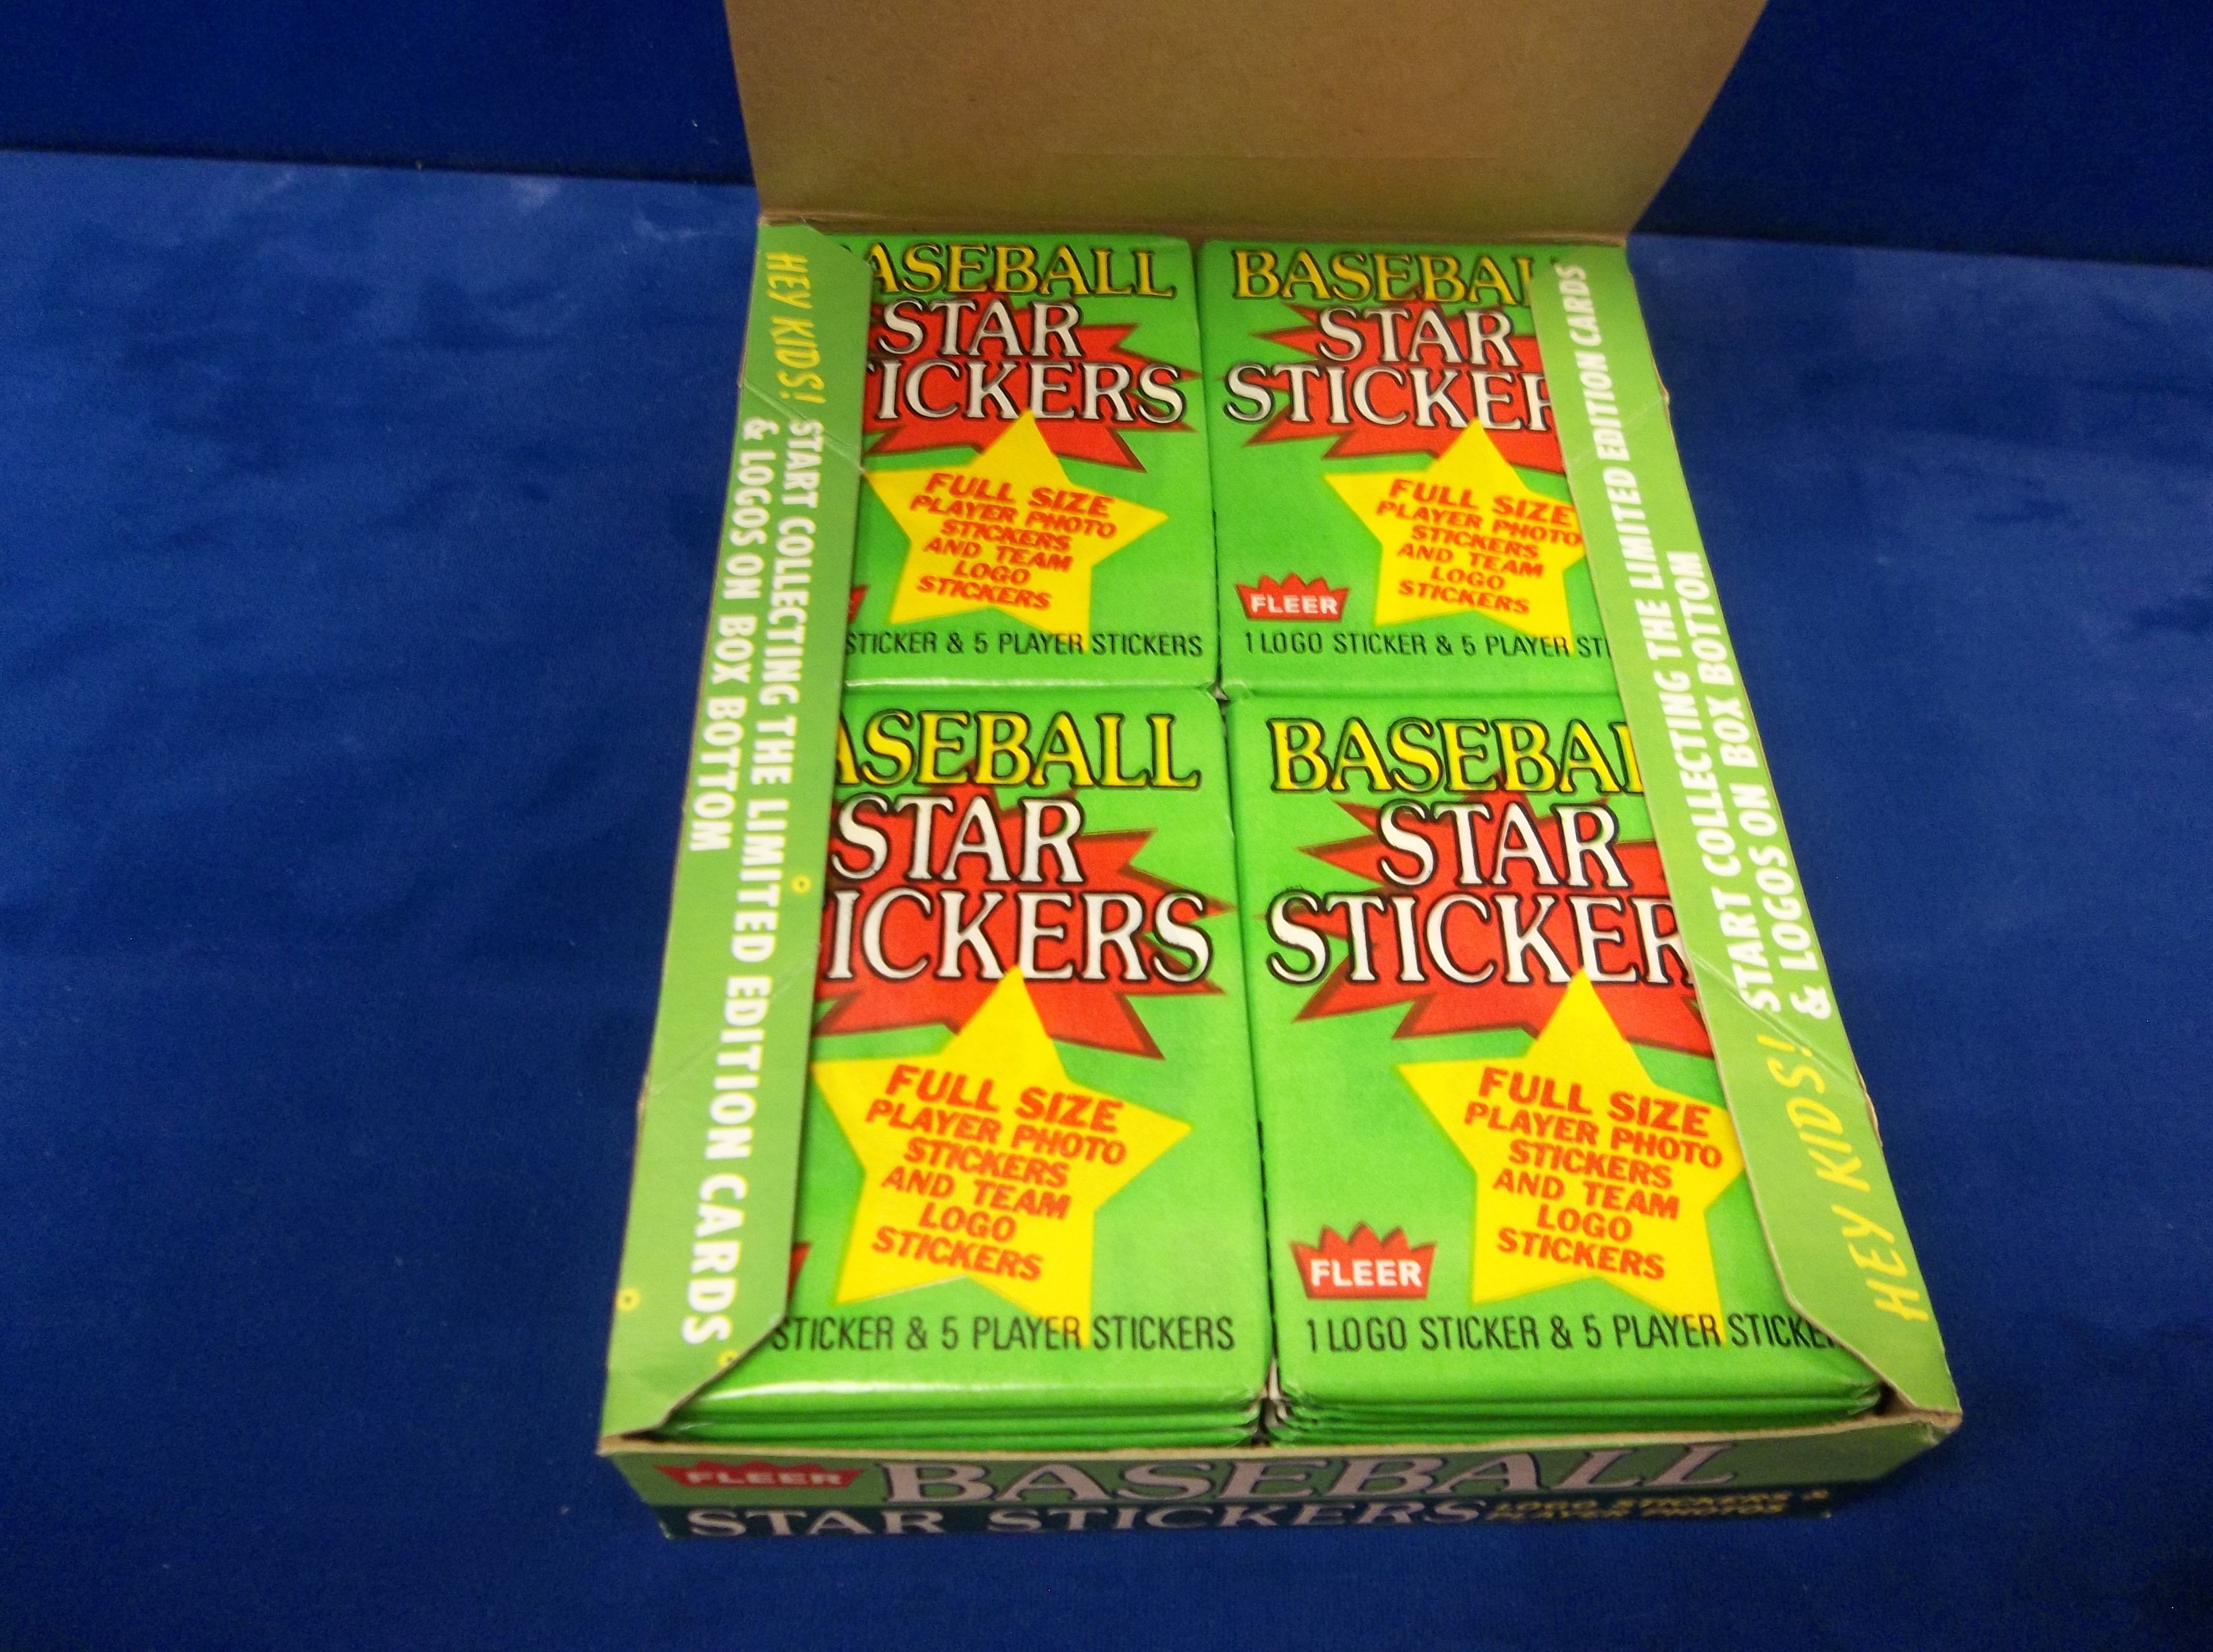 HEY KIDS! START COLLECTING THE LIMITED EDITION CARDS
& LOGOS ON BOX BOTTOM
ASEBALL
STAR
TICKERS
FULL SIZE
PLAYER PHOTO
STICKERS
AND TEAM
LOGO
STICKERS
STICKER & 5 PLAYER STICKERS
BASEBAL
STAR
STICKER
FULL SIZE
PLAYER PHOTO
STICKERS
AND TEAM
LOGO
STICKERS
FLEER
1 LOGO STICKER & 5 PLAYER ST
ASEBALL
STAR
ICKERS
FULL SIZE
PLAYER PHOTO
STICKERS
AND TEAM
LOGO
STICKERS
STICKER & 5 PLAYER STICKERS
BASEBAL
STAR
STICKER
FULL SIZE
PLAYER PHOTO
STICKERS
AND TEAM
LOGO
STICKERS
FLEER
1 LOGO STICKER & 5 PLAYER STICKE
HEY KIDS! START COLLECTING THE LIMITED EDITION CARDS
& LOGOS ON BOX BOTTOM
FLEER BASEBALL
STAR STICKERS LOGO STICKERS &
PLAYER PHOTOS